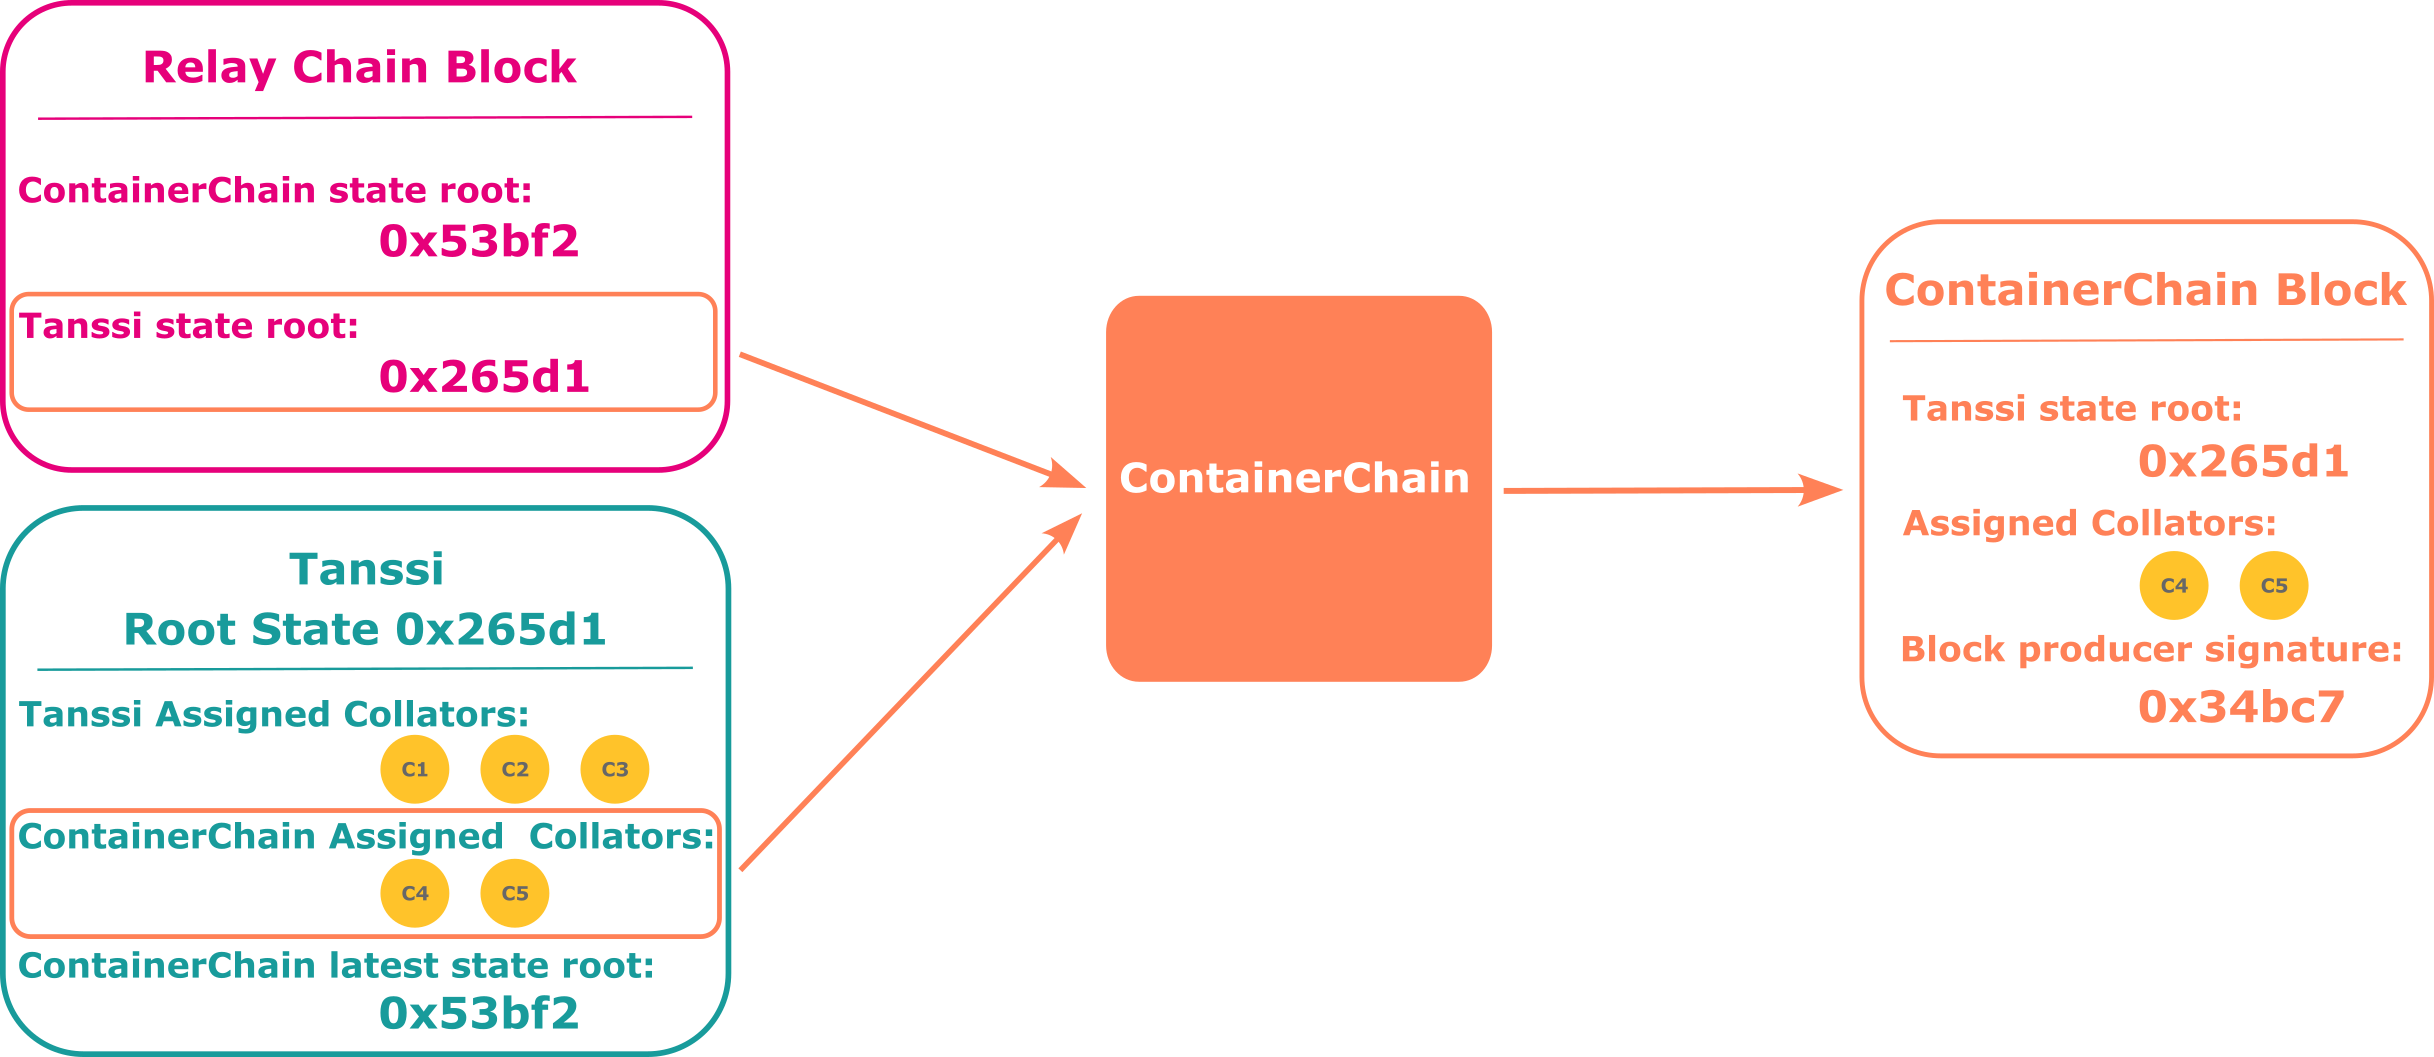 Relay Chain Block
ContainerChain state root:
0x53bf2
Tanssi state root:
0x265d1
Tanssi
Root State 0x265d1
Tanssi Assigned Collators:
C1 C2 C3
ContainerChain Assigned Collators:
C4 C5
ContainerChain latest state root:
0x53bf2
ContainerChain
ContainerChain Block
Tanssi state root:
0x265d1
Assigned Collators:
C4 C5
Block producer signature:
0x34bc7